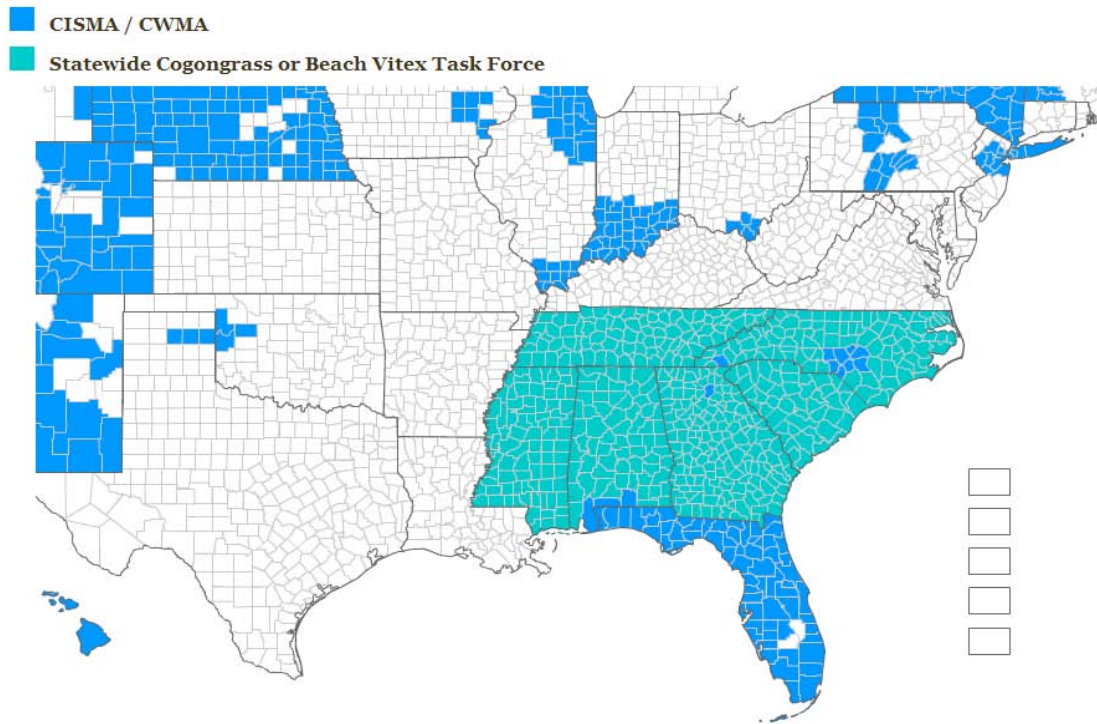 CISMA / CWMA
Statewide Cogongrass or Beach Vitex Task Force